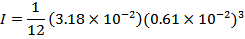 I = 1/12 (3.18 × 10⁻²)(0.61 × 10⁻²)³